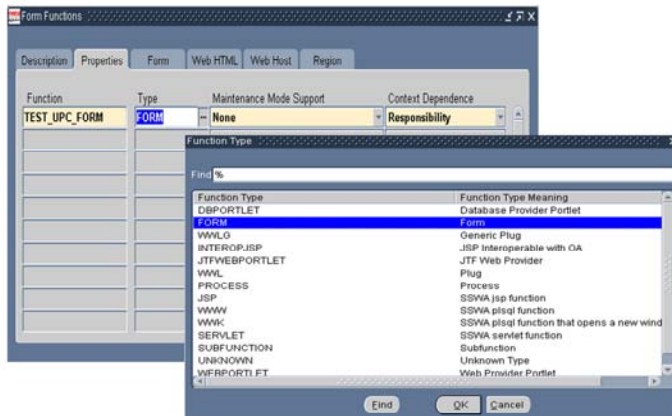 Form Functions
Description Properties Form Web HTML Web Host Region
Function Type Maintenance Mode Support Context Dependence
TEST_UPC_FORM FORM None Responsibility
Function Type
Find %
Function Type Function Type Meaning
DBPORTLET Database Provider Portlet
FORM Form
WWLG Generic Plug
INTEROPJSP JSP Interoperable with OA
JTFWEBPORTLET JTF Web Provider
WWL Plug
PROCESS Process
JSP SSWA jsp function
WWW SSWA plsql function
WWK SSWA plsql function that opens a new wind
SERVLET SSWA servlet function
SUBFUNCTION Subfunction
UNKNOWN Unknown Type
WEBPORTLET Web Provider Portlet
Find OK Cancel